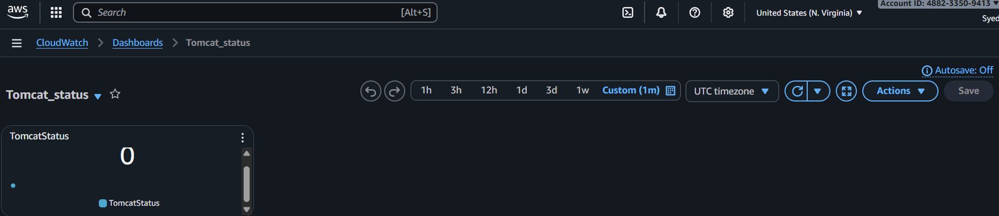 aws
Search [Alt+S]
United States (N. Virginia)
Account ID: 4882-3350-9413
Syed
CloudWatch > Dashboards > Tomcat_status
Autosave: Off
Tomcat_status
1h 3h 12h 1d 3d 1w Custom (1m)
UTC timezone
Actions
Save
TomcatStatus
0
TomcatStatus